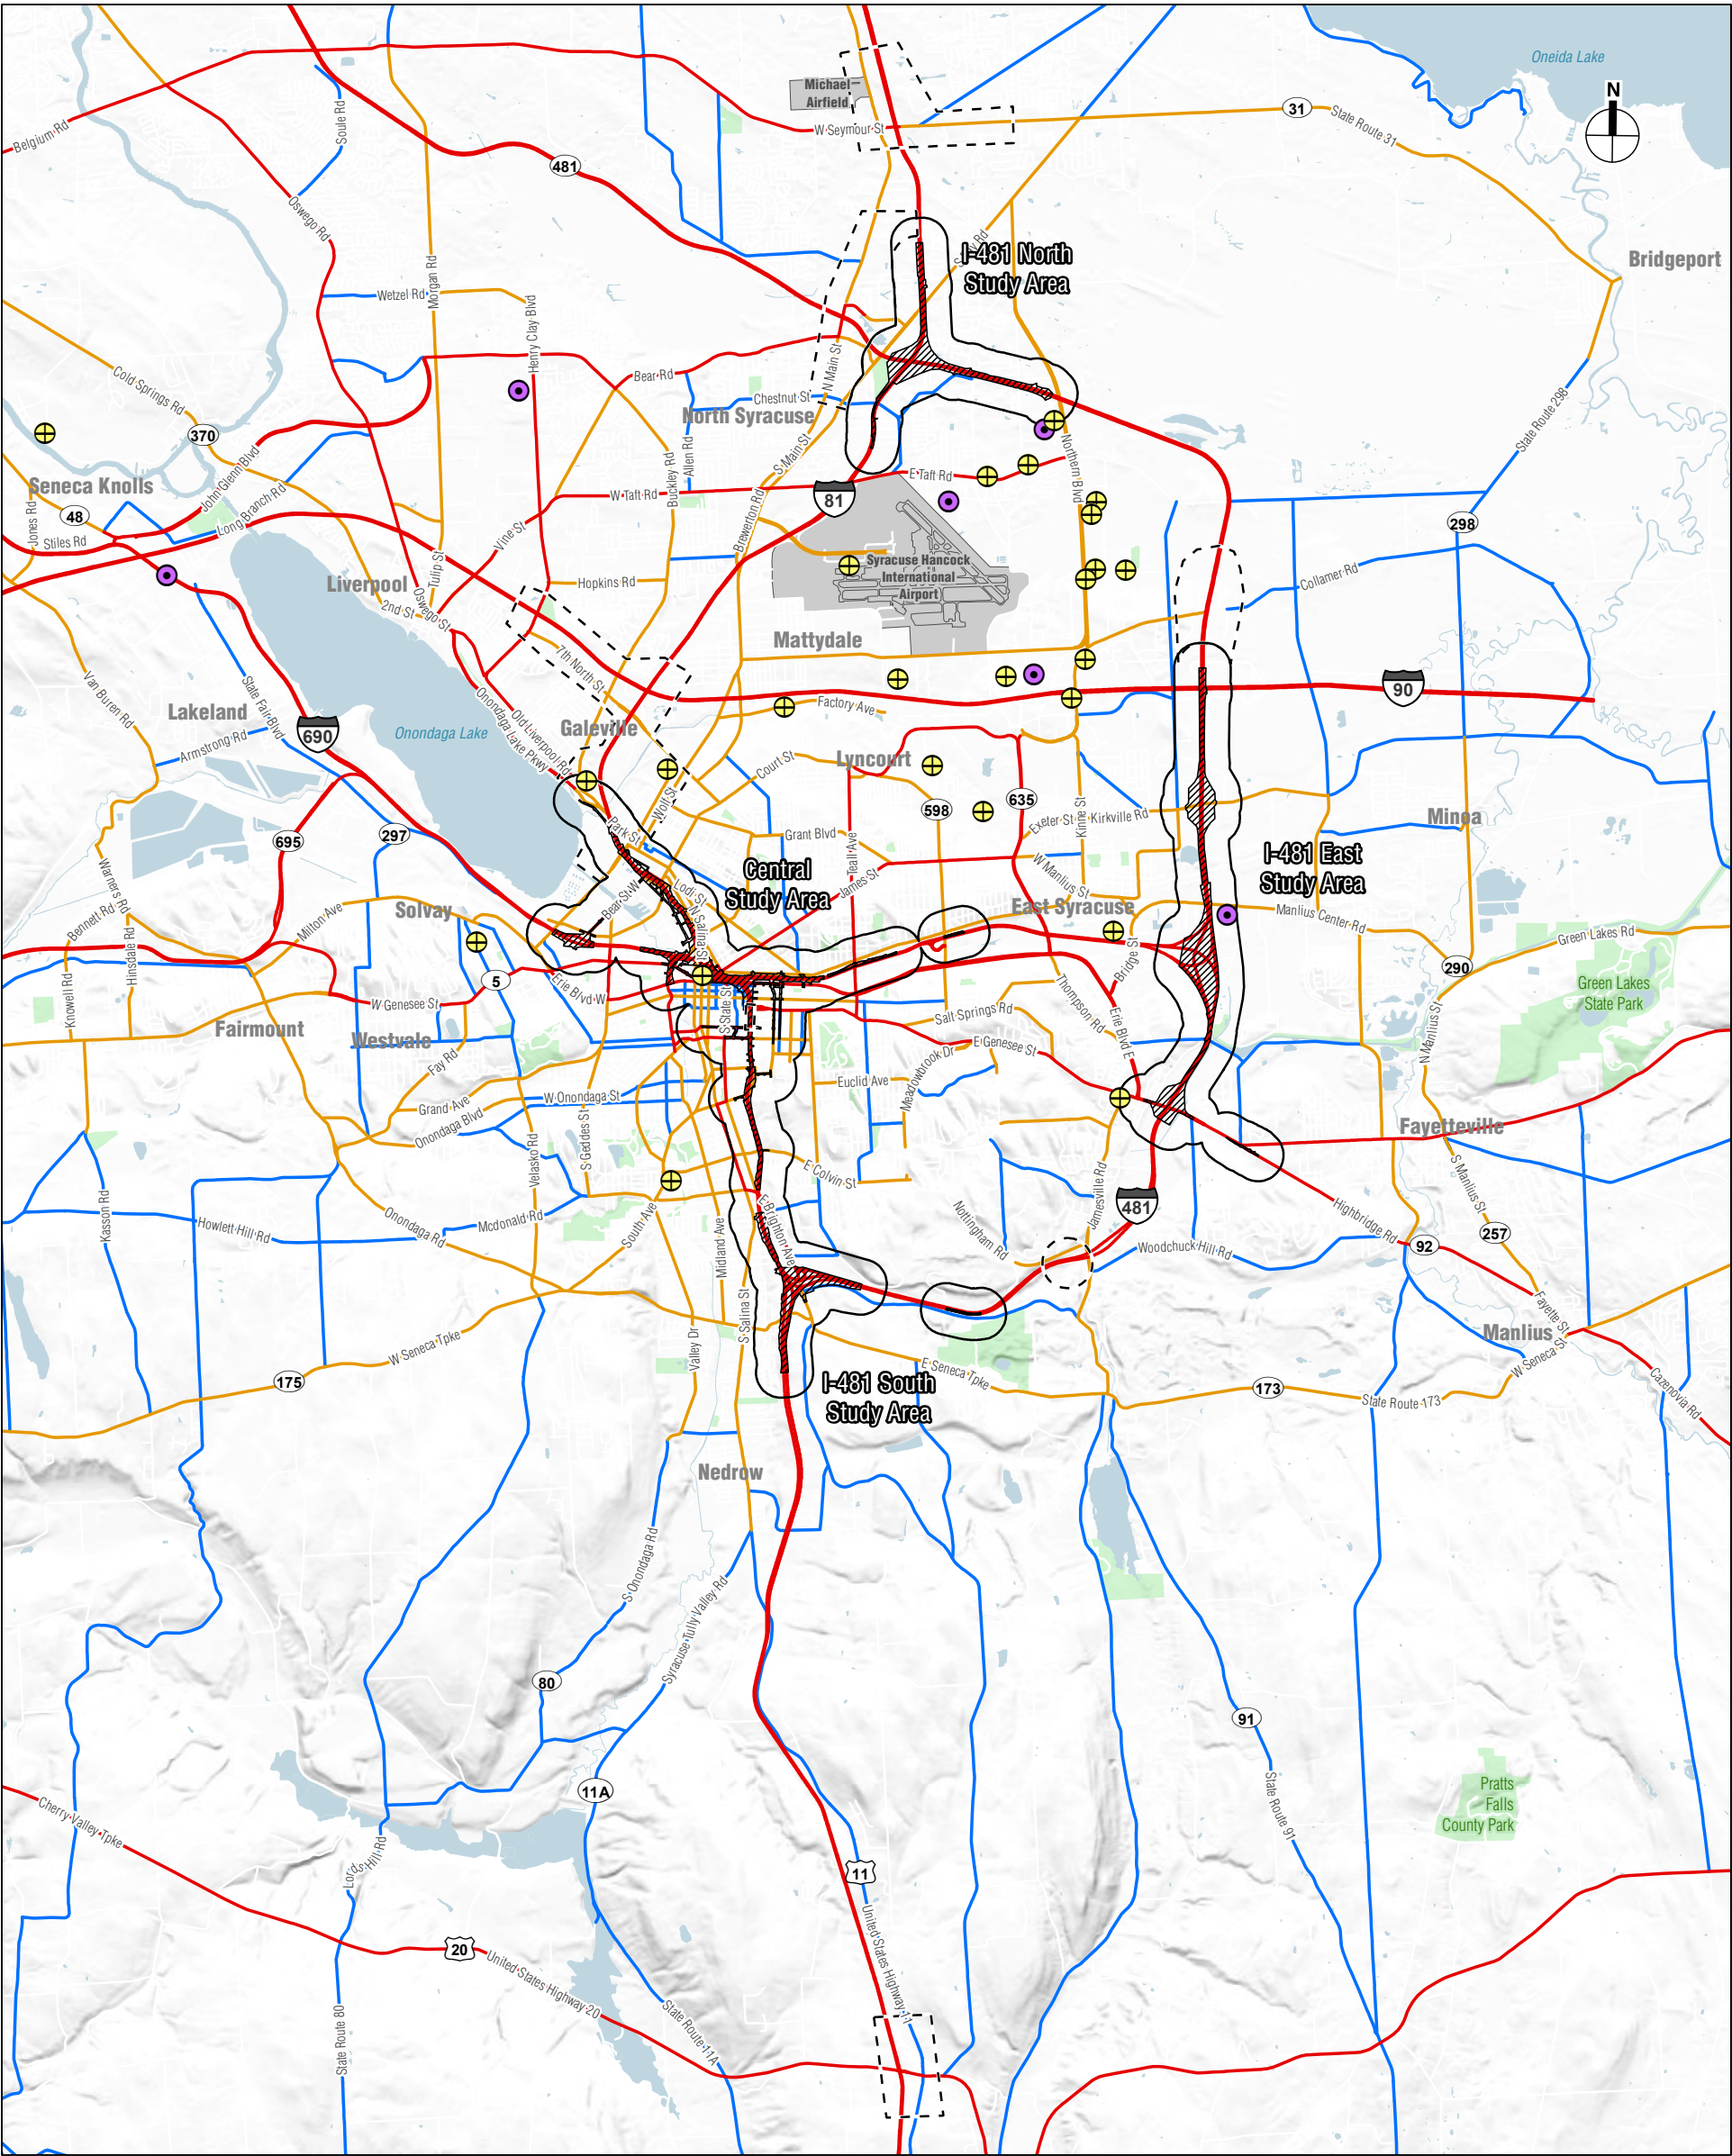 Oneida Lake
N
Michael
Airfield
W Seymour St
31
State Route 31
Belgium Rd
Soule Rd
481
Oswego Rd
I-481 North
Study Area
Bridgeport
Morgan Rd
Wetzel Rd
Henry Clay Blvd
N Main St
Cold Springs Rd
Bear Rd
Chestnut St
North Syracuse
370
State Route 298
John Glenn Blvd
S Main St
Allen Rd
Buckley Rd
Northern Blvd
E Taft Rd
Seneca Knolls
Long Branch Rd
W Taft Rd
81
48
Jones Rd
Stiles Rd
Vine St
Brewerton Rd
298
Syracuse Hancock
International
Airport
Liverpool
Tulip St
Hopkins Rd
Collamer Rd
2nd St
Oswego St
Mattydale
7th North St
Van Buren Rd
State Fair Blvd
Lakeland
90
Factory Ave
Onondaga Lake
Onondaga Lake Pkwy
Old Liverpool Rd
Galeville
690
Armstrong Rd
Court St
Lyncourt
Wolf St
635
598
Kinne St
Exeter St
Kirkville Rd
Minoa
Park St
Grant Blvd
Teall Ave
297
695
I-481 East
Study Area
Central
Study Area
James St
W Manlius St
Warners Rd
Lodi St
N Salina St
Bear St W
Solvay
East Syracuse
Manlius Center Rd
Milton Ave
Bennett Rd
Hinsdale Rd
Bridge St
Green Lakes Rd
290
5
Erie Blvd W
Green Lakes
State Park
Knowell Rd
W Genesee St
S State St
Thompson Rd
Salt Springs Rd
Erie Blvd E
Fairmount
Westvale
Fay Rd
E Genesee St
N Manlius St
Meadowbrook Dr
Euclid Ave
W Onondaga St
Grand Ave
Onondaga Blvd
Fayetteville
Velasko Rd
S Geddes St
E Colvin St
S Manlius St
Jamesville Rd
Kasson Rd
481
Howlett Hill Rd
Onondaga Rd
Mcdonald Rd
South Ave
Midland Ave
E Brighton Ave
Nottingham Rd
Highbridge Rd
257
92
Woodchuck Hill Rd
Fayette St
Manlius
W Seneca St
S Salina St
Valley Dr
W Seneca Tpke
175
I-481 South
Study Area
E Seneca Tpke
173
State Route 173
Cazenovia Rd
Nedrow
S Onondaga Rd
Syracuse Tully Valley Rd
80
91
11A
State Route 91
Pratts
Falls
County Park
Cherry Valley Tpke
Lords Hill Rd
11
United States Highway 11
20
United States Highway 20
State Route 80
State Route 11A